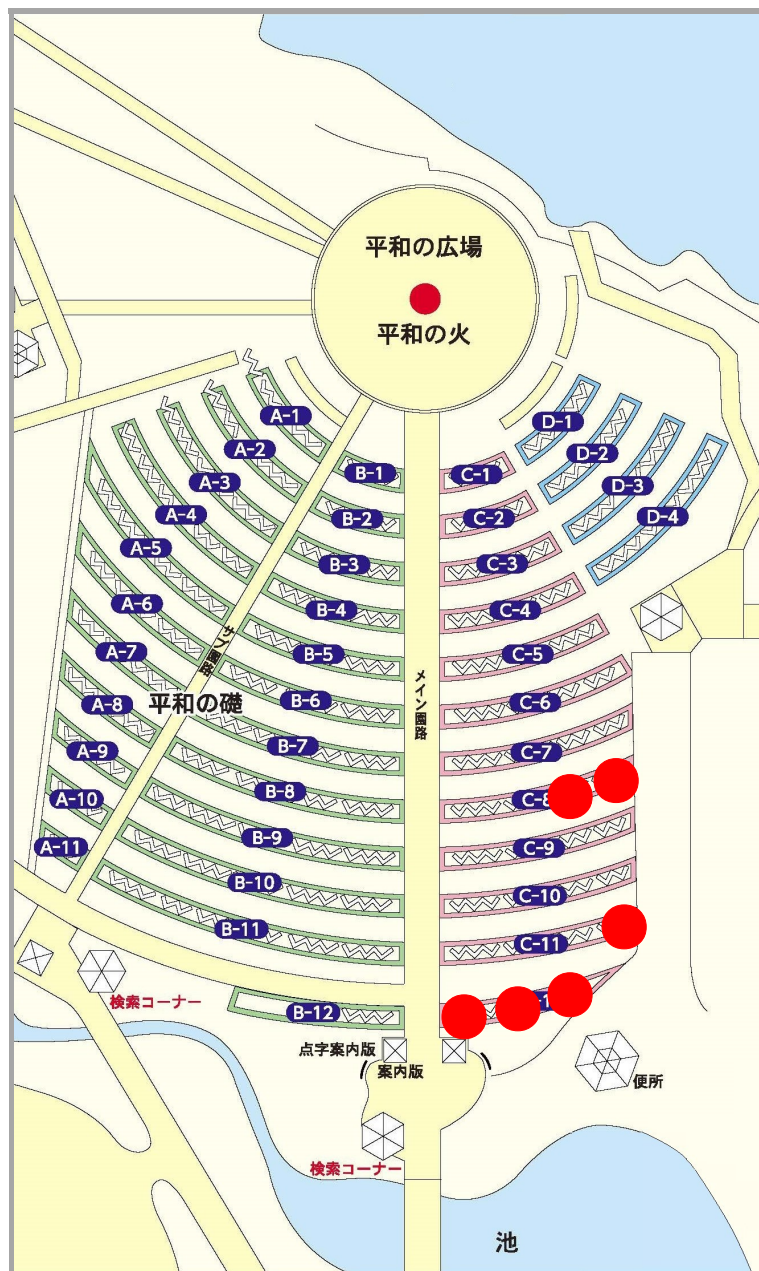 平和の広場
平和の火
A-1
A-2
A-3
A-4
A-5
A-6
A-7
A-8
A-9
A-10
A-11
B-1
B-2
B-3
B-4
B-5
B-6
B-7
B-8
B-9
B-10
B-11
B-12
C-1
C-2
C-3
C-4
C-5
C-6
C-7
C-8
C-9
C-10
C-11
D-1
D-2
D-3
D-4
サブ園路
メイン園路
平和の礎
検索コーナー
点字案内版
案内版
便所
検索コーナー
池